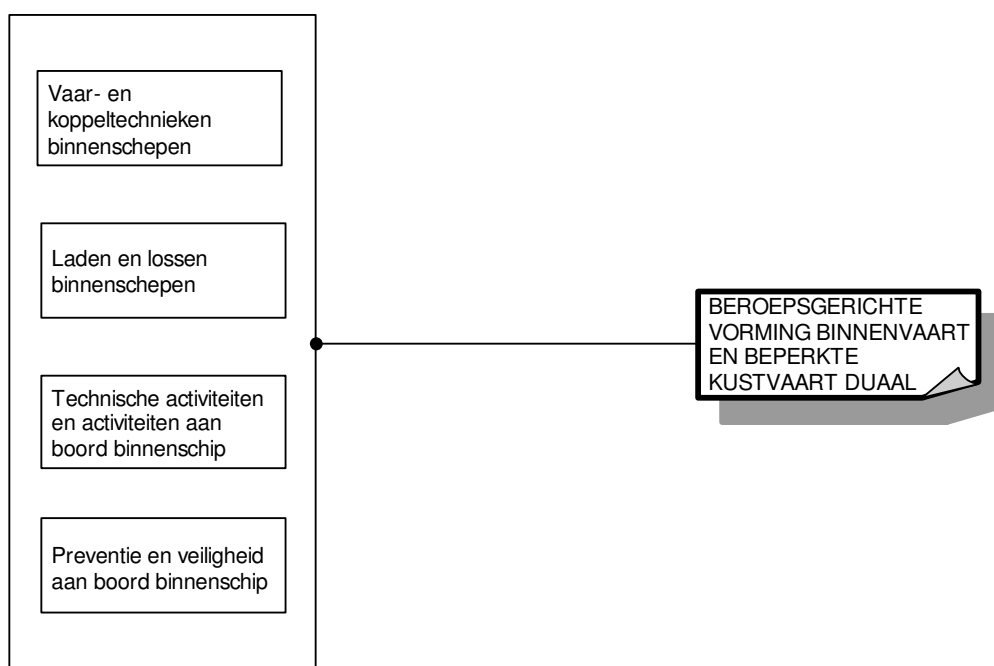 Vaar- en
koppeltechnieken
binnenschepen
Laden en lossen
binnenschepen
Technische activiteiten
en activiteiten aan
boord binnenschip
Preventie en veiligheid
aan boord binnenschip
BEROEPSGERICHTE
VORMING BINNENVAART
EN BEPERKTE
KUSTVAART DUAAL